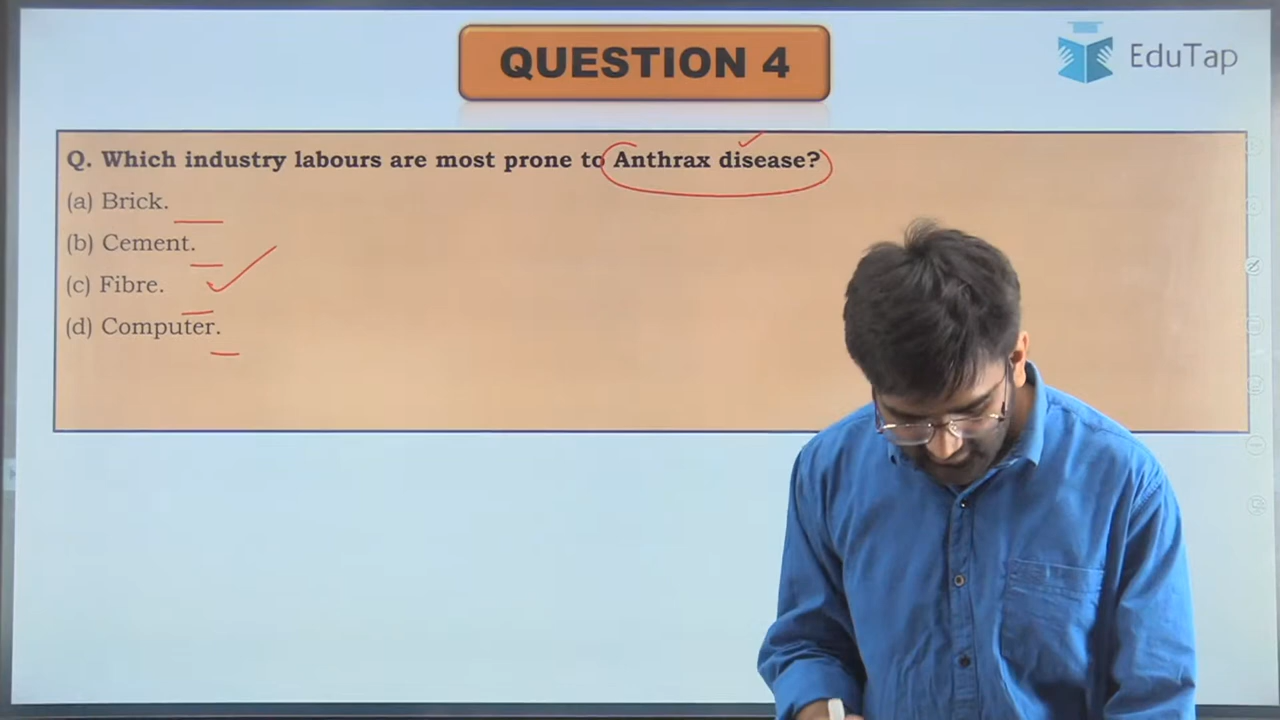 QUESTION 4
EduTap
Q. Which industry labours are most prone to Anthrax disease?
(a) Brick.
(b) Cement.
(c) Fibre.
(d) Computer.